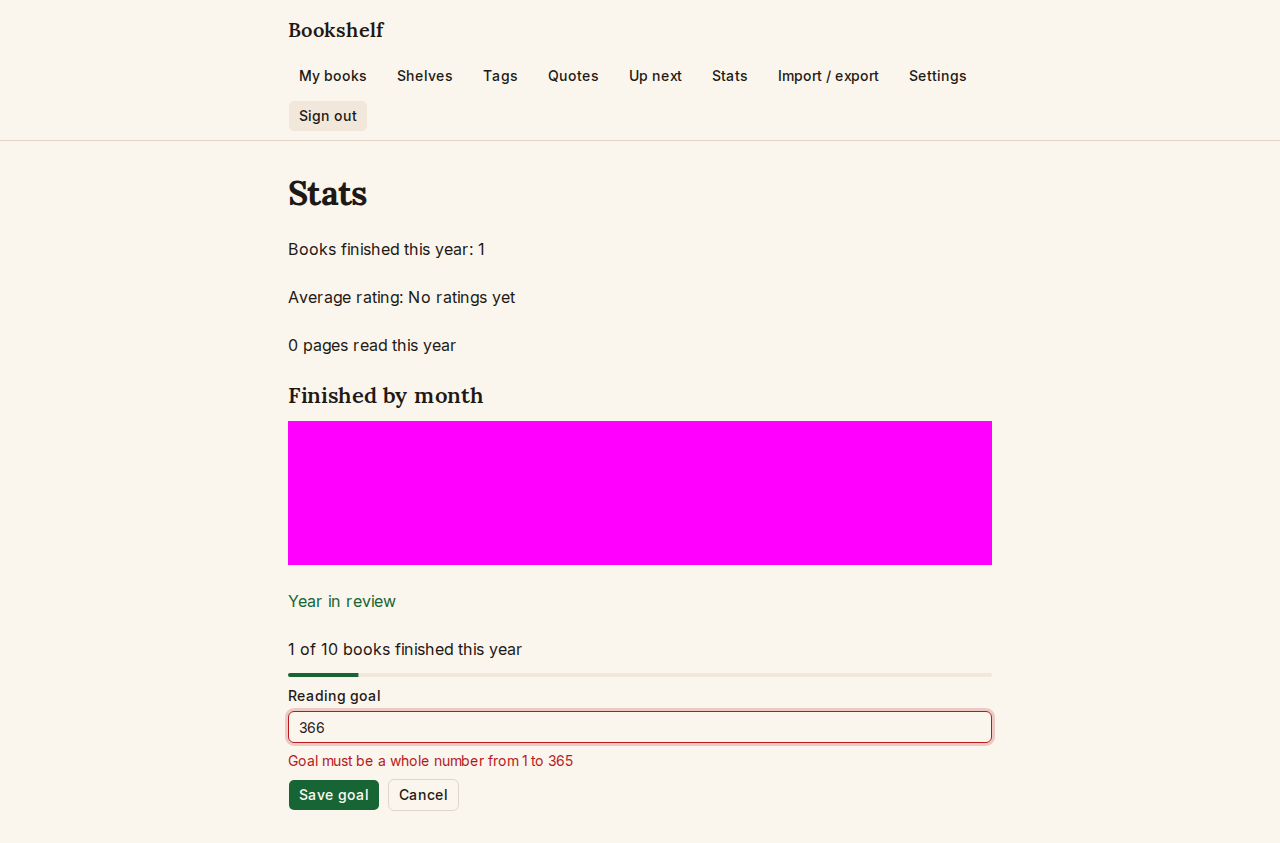 Bookshelf
My books Shelves Tags Quotes Up next Stats Import / export Settings
Sign out
Stats
Books finished this year: 1
Average rating: No ratings yet
0 pages read this year
Finished by month
Year in review
1 of 10 books finished this year
Reading goal
366
Goal must be a whole number from 1 to 365
Save goal Cancel